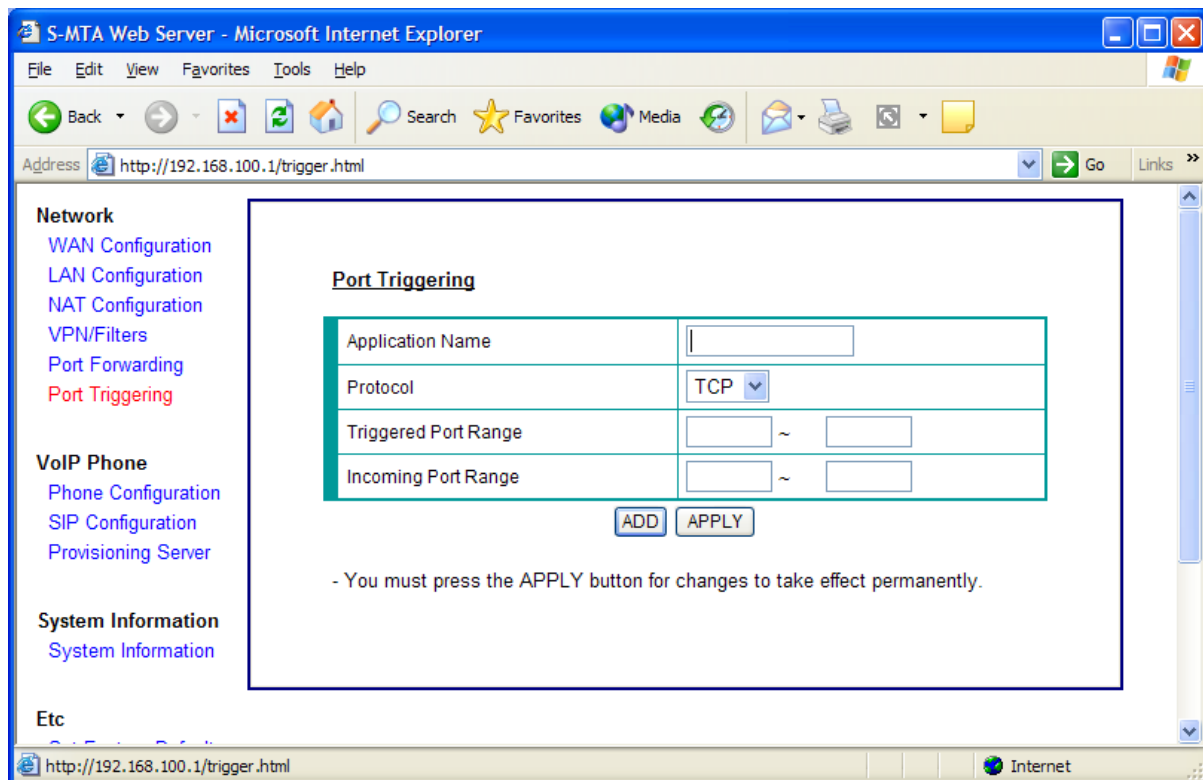 S-MTA Web Server - Microsoft Internet Explorer
File Edit View Favorites Tools Help
Back Search Favorites Media
Address http://192.168.100.1/trigger.html Go Links »
Network
WAN Configuration
LAN Configuration
NAT Configuration
VPN/Filters
Port Forwarding
Port Triggering
VoIP Phone
Phone Configuration
SIP Configuration
Provisioning Server
System Information
System Information
Etc
Port Triggering
Application Name
Protocol TCP
Triggered Port Range ~
Incoming Port Range ~
ADD APPLY
- You must press the APPLY button for changes to take effect permanently.
http://192.168.100.1/trigger.html Internet